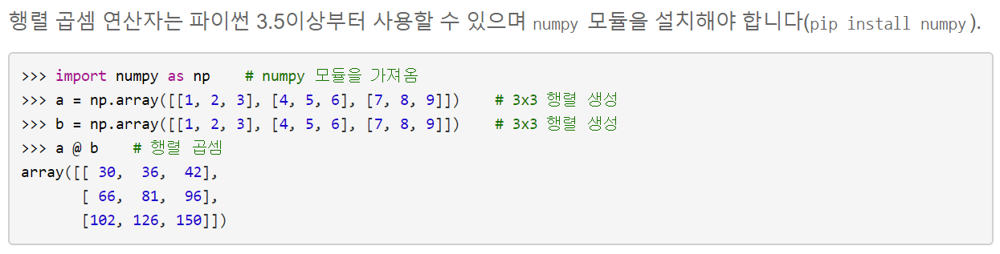 행렬 곱셈 연산자는 파이썬 3.5이상부터 사용할 수 있으며 numpy 모듈을 설치해야 합니다(pip install numpy).
>>> import numpy as np    # numpy 모듈을 가져옴
>>> a = np.array([[1, 2, 3], [4, 5, 6], [7, 8, 9]])    # 3x3 행렬 생성
>>> b = np.array([[1, 2, 3], [4, 5, 6], [7, 8, 9]])    # 3x3 행렬 생성
>>> a @ b    # 행렬 곱셈
array([[ 30,  36,  42],
       [ 66,  81,  96],
       [102, 126, 150]])